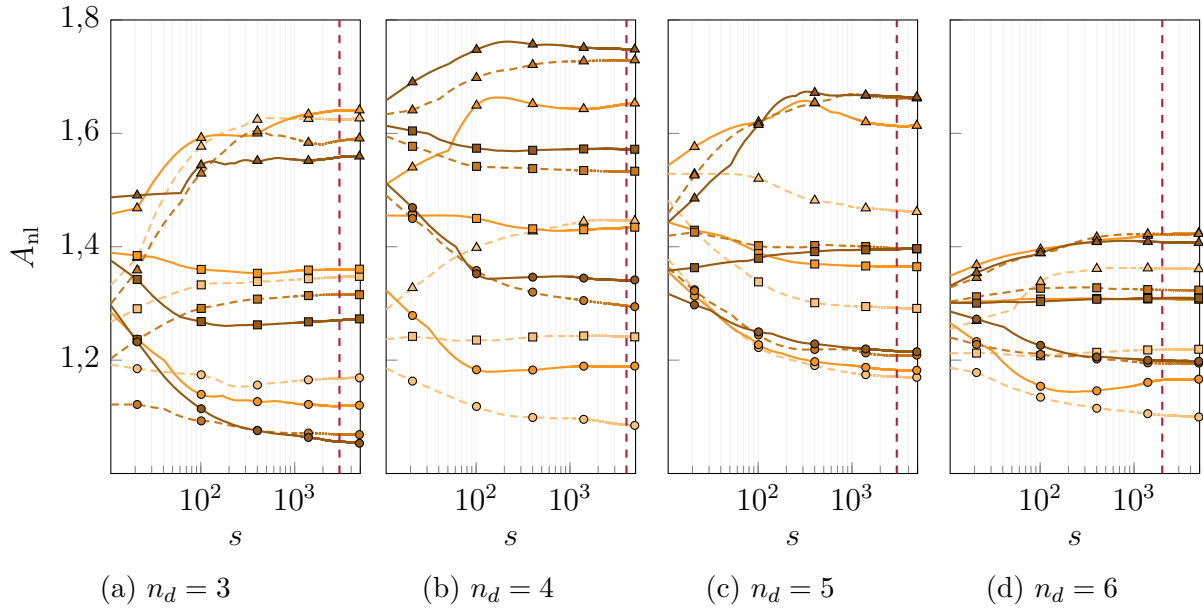 1,8
1,6
1,4
1,2
A_nl
10^2 10^3 10^2 10^3 10^2 10^3 10^2 10^3
s s s s
(a) n_d = 3 (b) n_d = 4 (c) n_d = 5 (d) n_d = 6